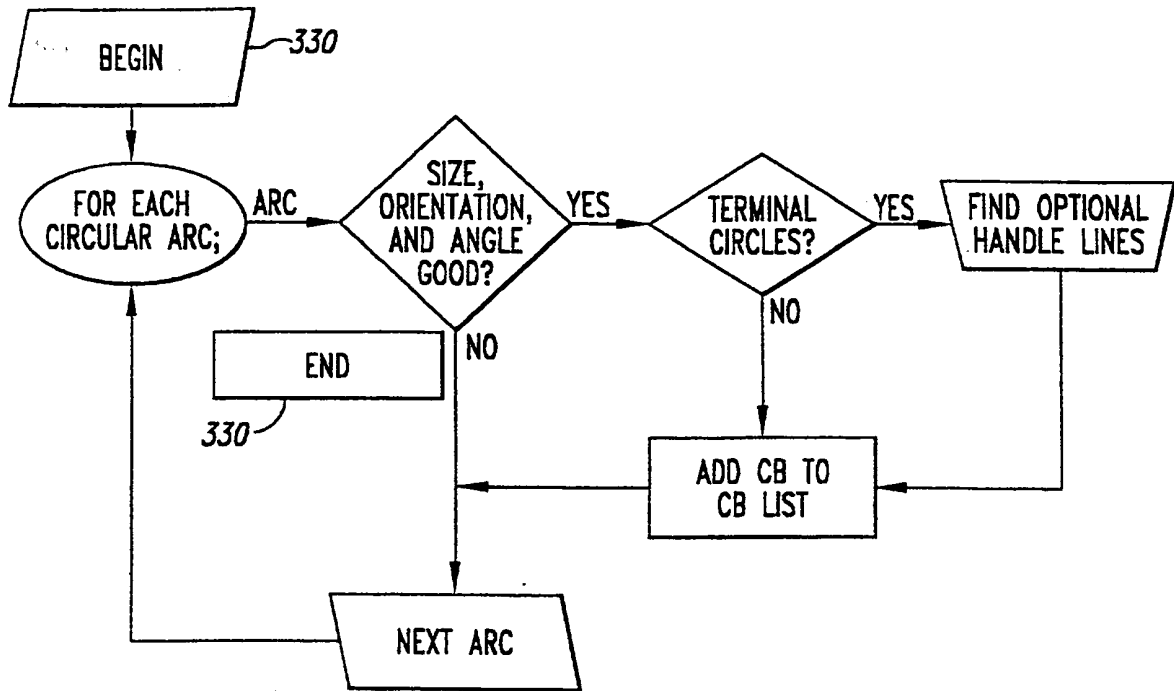 BEGIN
330
FOR EACH
CIRCULAR ARC;
ARC
SIZE,
ORIENTATION,
AND ANGLE
GOOD?
YES
TERMINAL
CIRCLES?
YES
FIND OPTIONAL
HANDLE LINES
NO
NO
END
330
ADD CB TO
CB LIST
NEXT ARC